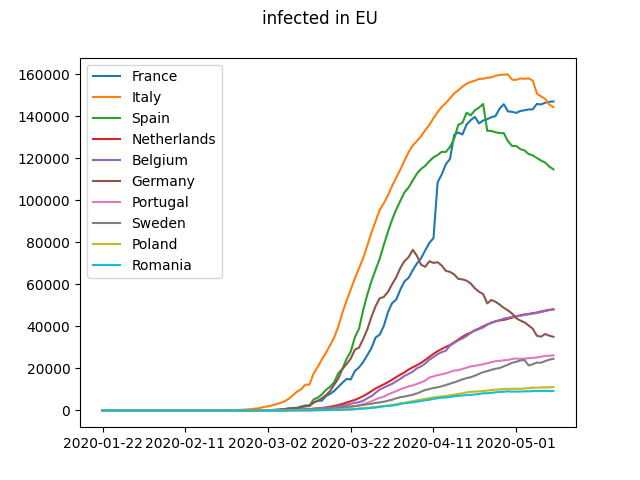 infected in EU
160000
140000
120000
100000
80000
60000
40000
20000
0
France
Italy
Spain
Netherlands
Belgium
Germany
Portugal
Sweden
Poland
Romania
2020-01-22 2020-02-11 2020-03-02 2020-03-22 2020-04-11 2020-05-01